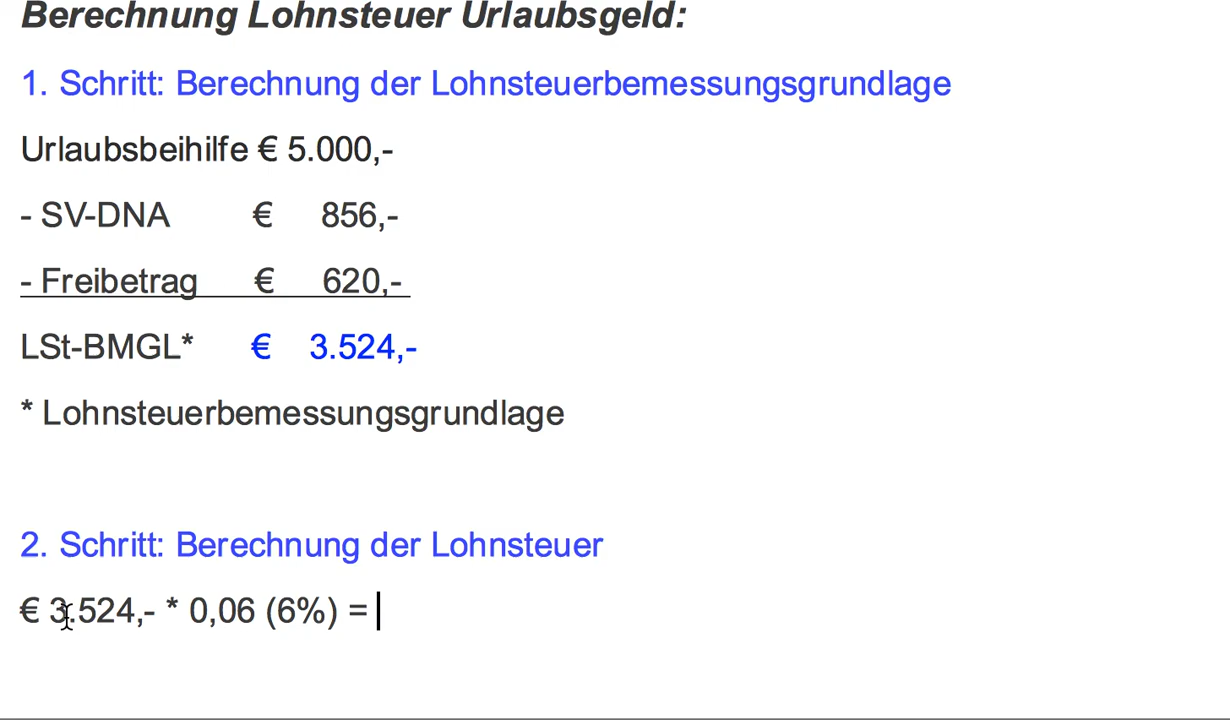 Berechnung Lohnsteuer Urlaubsgeld:
1. Schritt: Berechnung der Lohnsteuerbemessungsgrundlage
Urlaubsbeihilfe € 5.000,-
- SV-DNA € 856,-
- Freibetrag € 620,-
LSt-BMGL* € 3.524,-
* Lohnsteuerbemessungsgrundlage
2. Schritt: Berechnung der Lohnsteuer
€ 3.524,- * 0,06 (6%) =